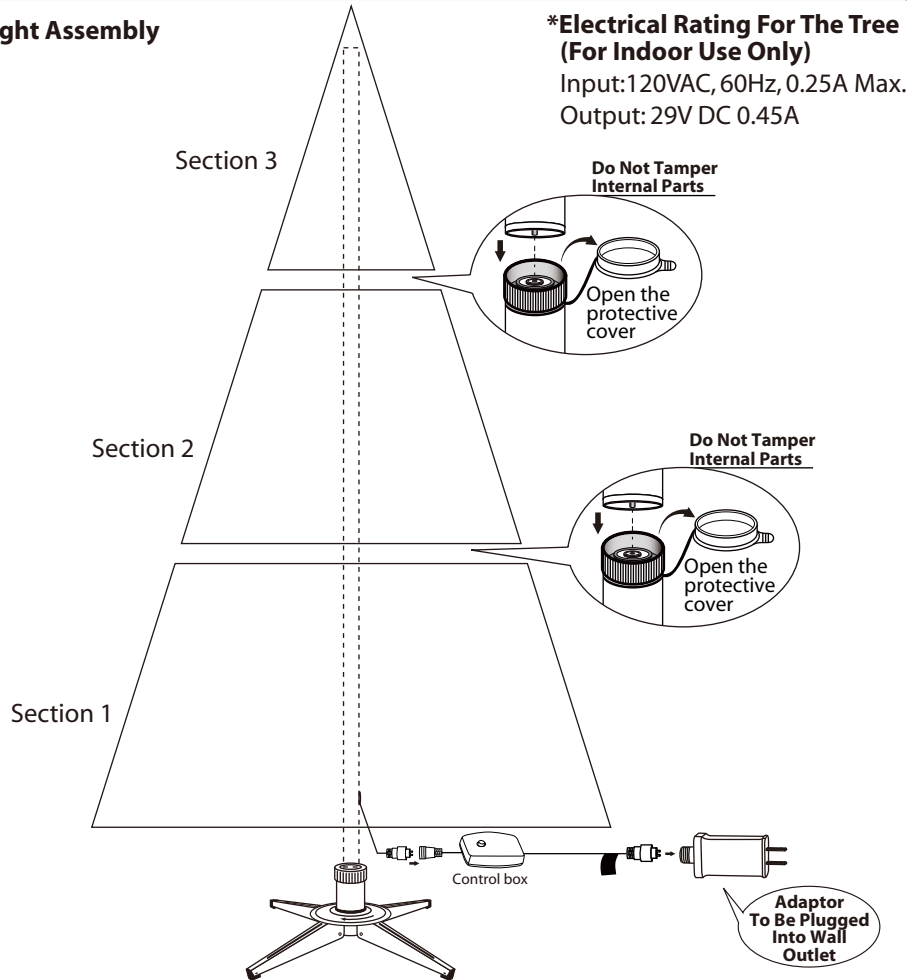 ght Assembly
*Electrical Rating For The Tree
(For Indoor Use Only)
Input:120VAC, 60Hz, 0.25A Max.
Output: 29V DC 0.45A
Section 3
Do Not Tamper
Internal Parts
Open the
protective
cover
Section 2
Do Not Tamper
Internal Parts
Open the
protective
cover
Section 1
Control box
Adaptor
To Be Plugged
Into Wall
Outlet